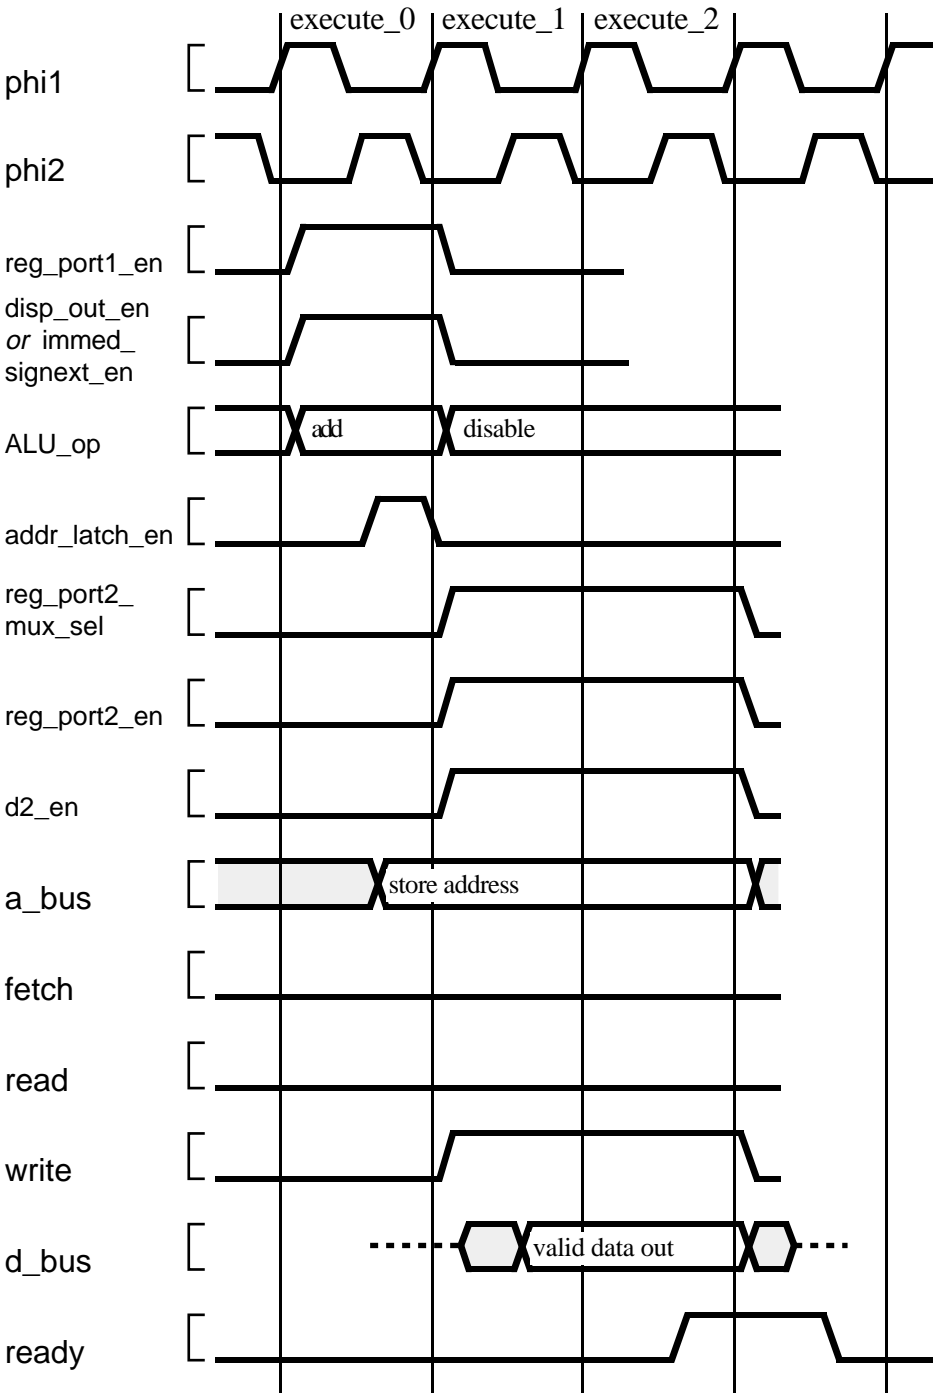 execute_0 execute_1 execute_2
phi1
phi2
reg_port1_en
disp_out_en
or immed_
signext_en
ALU_op add disable
addr_latch_en
reg_port2_
mux_sel
reg_port2_en
d2_en
a_bus store address
fetch
read
write
d_bus valid data out
ready